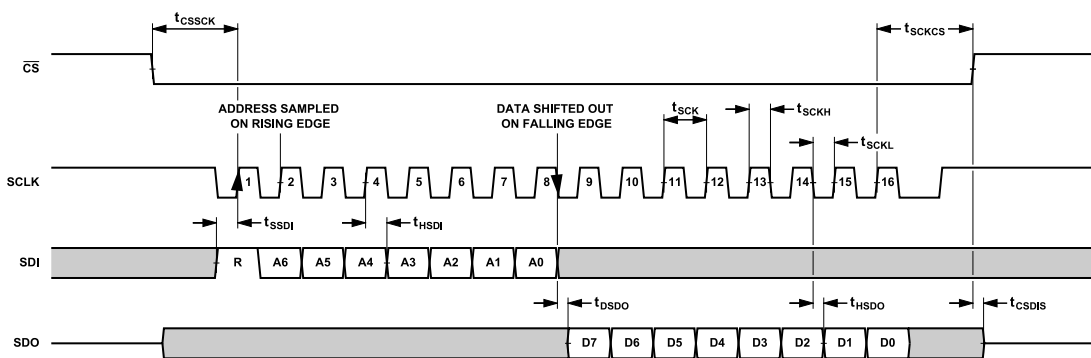 tCSSCK
tSCKCS
CS
ADDRESS SAMPLED
ON RISING EDGE
DATA SHIFTED OUT
ON FALLING EDGE
tSCK
tSCKH
tSCKL
SCLK
1 2 3 4 5 6 7 8 9 10 11 12 13 14 15 16
tSSDI
tHSDI
SDI
R A6 A5 A4 A3 A2 A1 A0
tDSDO
tHSDO
tCSDIS
SDO
D7 D6 D5 D4 D3 D2 D1 D0